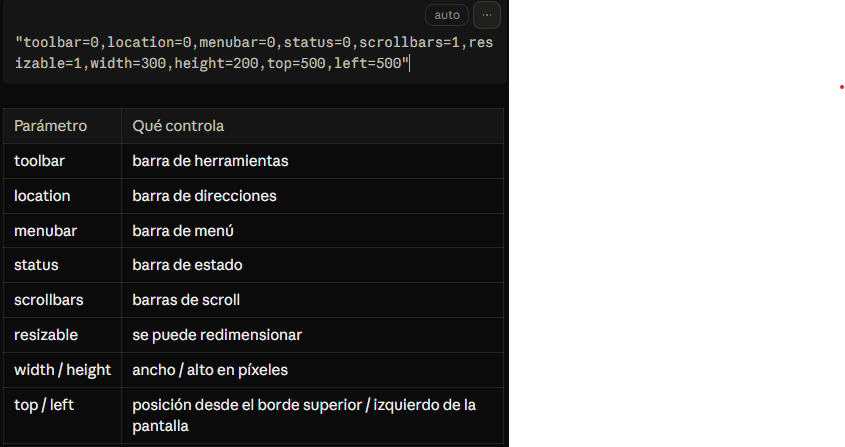 auto ...
"toolbar=0,location=0,menubar=0,status=0,scrollbars=1,res
izable=1,width=300,height=200,top=500,left=500"
Parámetro Qué controla
toolbar barra de herramientas
location barra de direcciones
menubar barra de menú
status barra de estado
scrollbars barras de scroll
resizable se puede redimensionar
width / height ancho / alto en píxeles
top / left posición desde el borde superior / izquierdo de la
pantalla